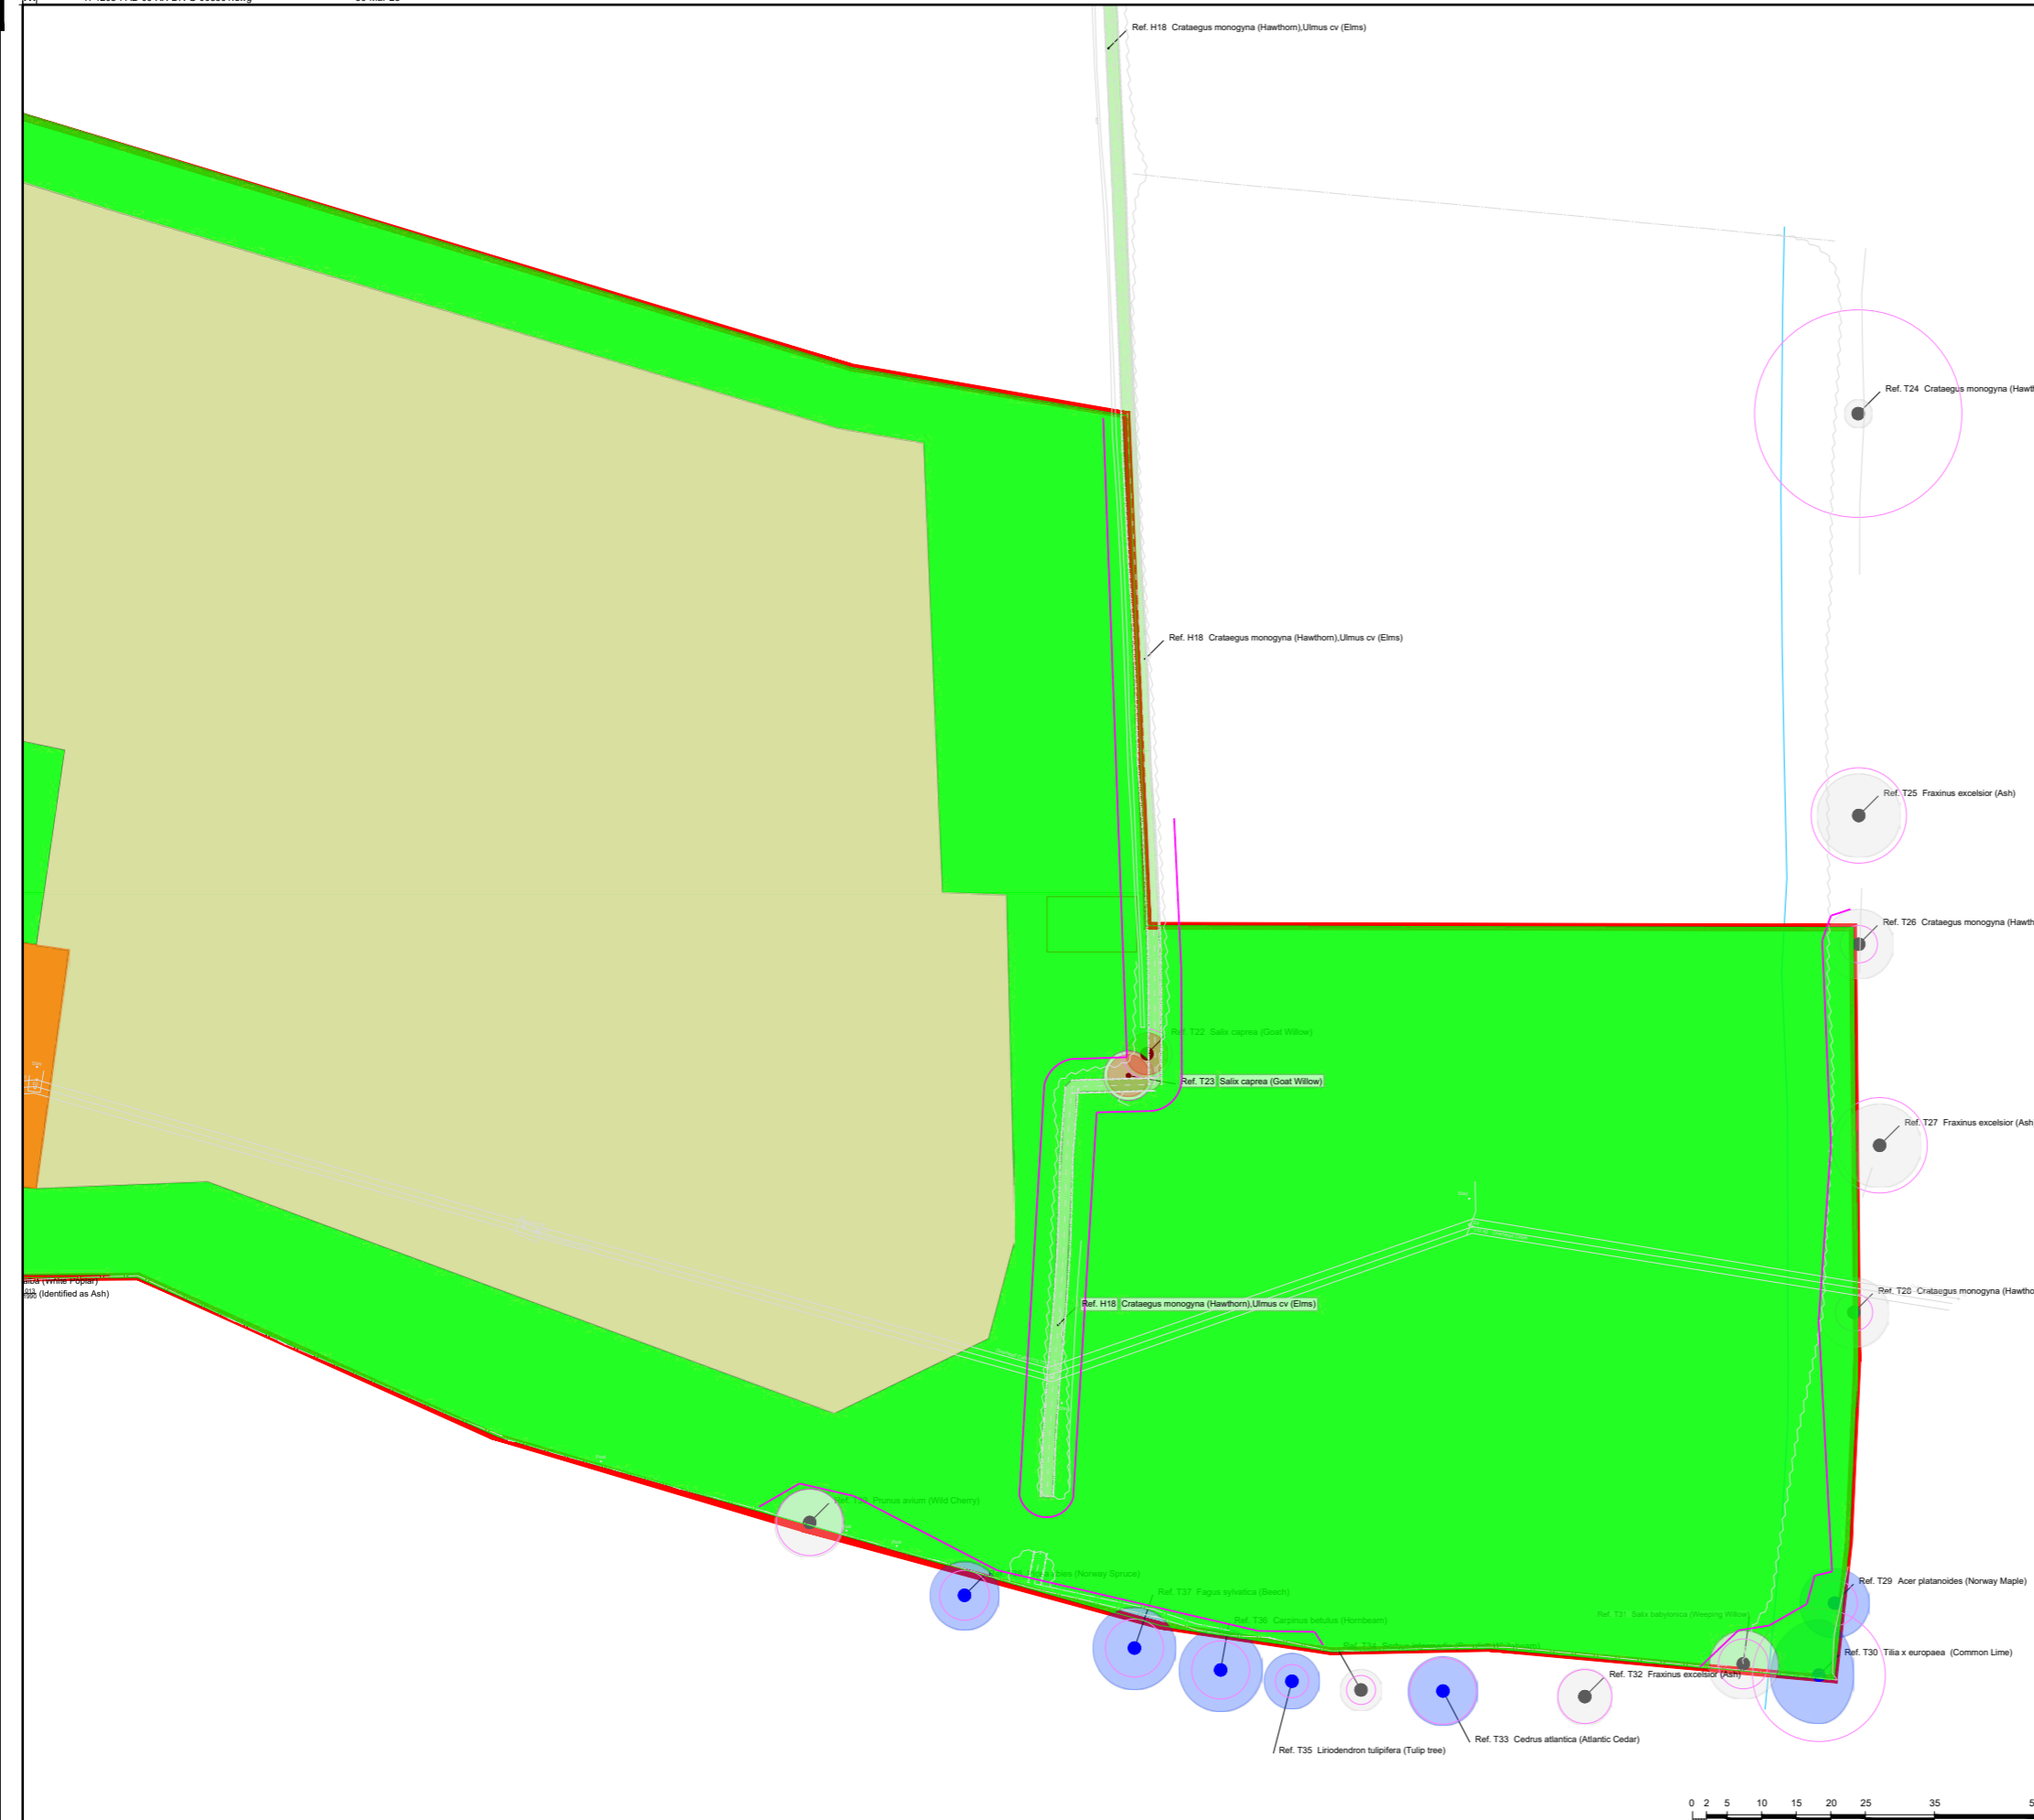 Ref. H18 Crataegus monogyna (Hawthorn),Ulmus cv (Elms)
Ref. T24 Crataegus monogyna (Hawth
Ref. H18 Crataegus monogyna (Hawthorn),Ulmus cv (Elms)
Ref. T25 Fraxinus excelsior (Ash)
Ref. T26 Crataegus monogyna (Hawth
Ref. T22 Salix caprea (Goat Willow)
Ref. T23 Salix caprea (Goat Willow)
Ref. T27 Fraxinus excelsior (Ash
(White Poplar)
(Identified as Ash)
Ref. T28 Crataegus monogyna (Hawtho
Ref. H18 Crataegus monogyna (Hawthorn),Ulmus cv (Elms)
Prunus avium (Wild Cherry)
(Norway Spruce)
Ref. T37 Fagus sylvatica (Beech)
Ref. T29 Acer platanoides (Norway Maple)
Ref. T36 Carpinus betulus (Hornbeam)
Ref. T31 Salix babylonica (Weeping Willow)
Ref. T30 Tilia x europaea (Common Lime)
Ref. T32 Fraxinus excelsior (Ash)
Ref. T33 Cedrus atlantica (Atlantic Cedar)
Ref. T35 Liriodendron tulipifera (Tulip tree)
0 2 5 10 15 20 25 35 5